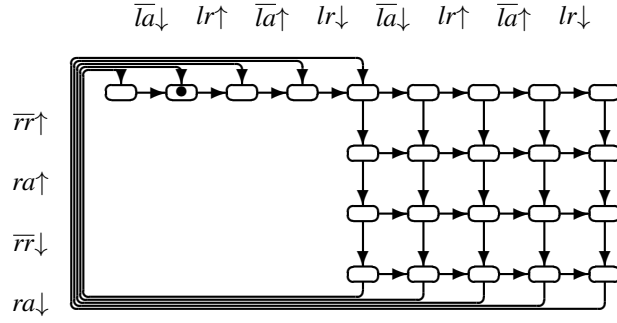 l̅a̅↓ lr↑ l̅a̅↑ lr↓ l̅a̅↓ lr↑ l̅a̅↑ lr↓
r̅r̅↑
ra↑
r̅r̅↓
ra↓